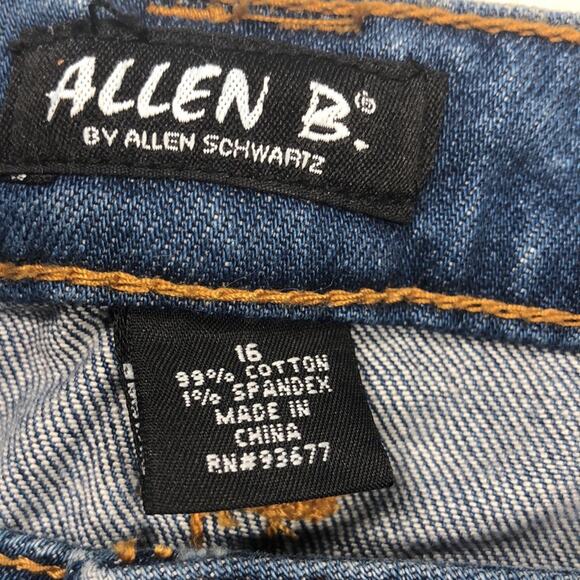 ALLEN B.®
BY ALLEN SCHWARTZ
16
99% COTTON
1% SPANDEX
MADE IN
CHINA
RN#93677